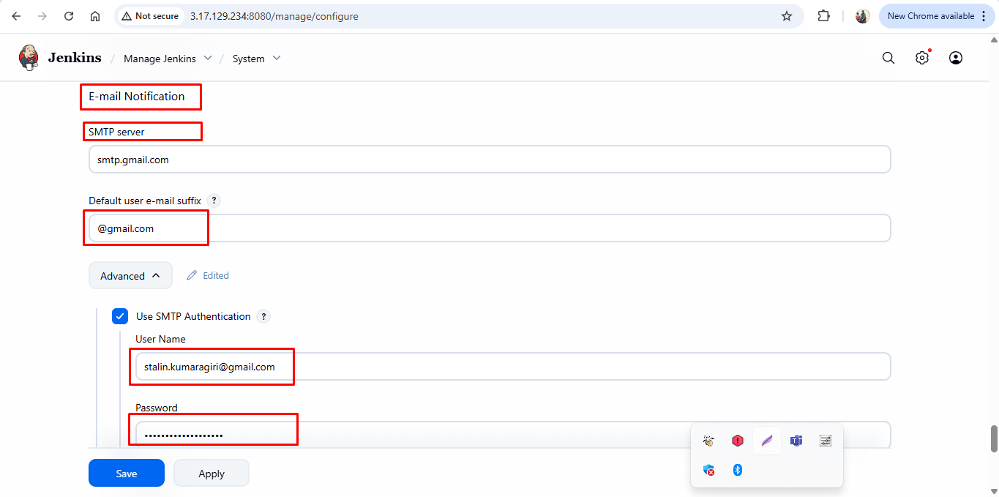 Not secure 3.17.129.234:8080/manage/configure New Chrome available
Jenkins / Manage Jenkins / System
E-mail Notification
SMTP server
smtp.gmail.com
Default user e-mail suffix ?
@gmail.com
Advanced Edited
Use SMTP Authentication ?
User Name
stalin.kumaragiri@gmail.com
Password
Save Apply